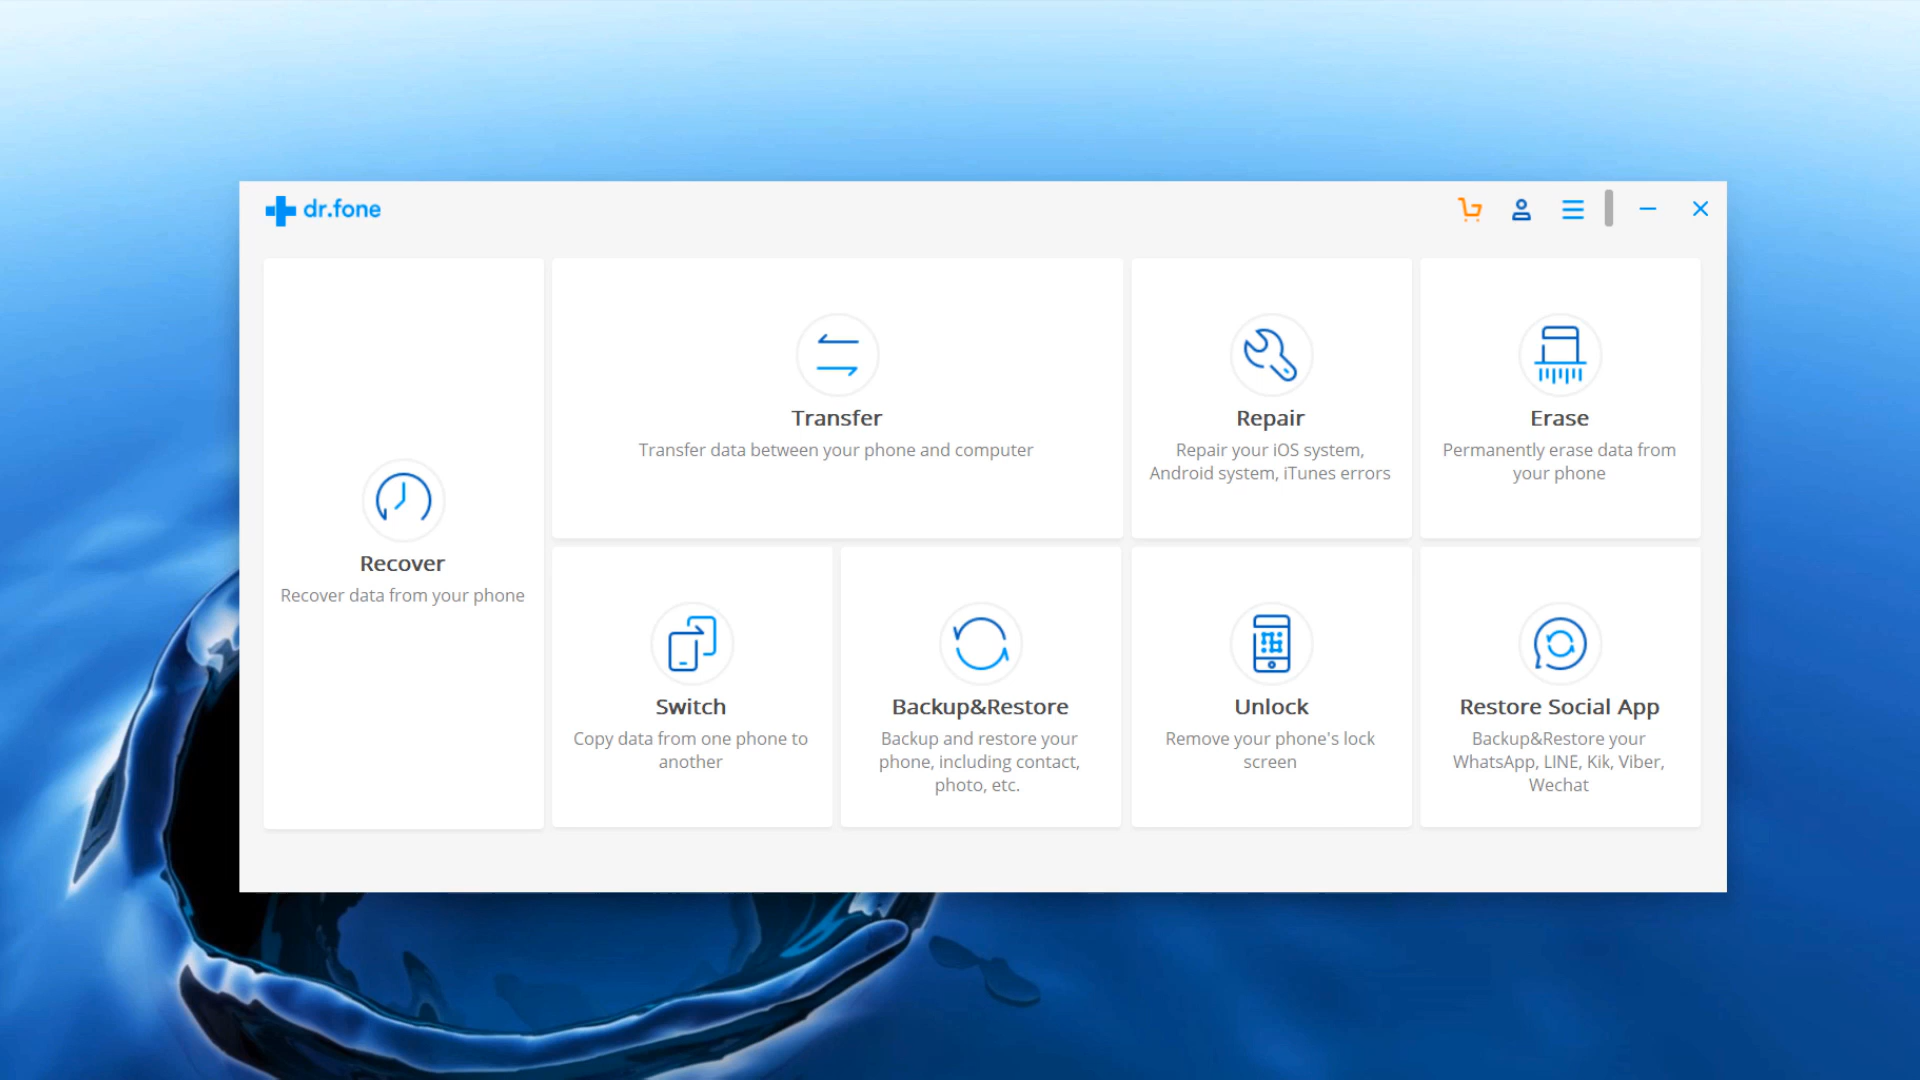 dr.fone
Recover
Recover data from your phone
Transfer
Transfer data between your phone and computer
Repair
Repair your iOS system,
Android system, iTunes errors
Erase
Permanently erase data from
your phone
Switch
Copy data from one phone to
another
Backup&Restore
Backup and restore your
phone, including contact,
photo, etc.
Unlock
Remove your phone's lock
screen
Restore Social App
Backup&Restore your
WhatsApp, LINE, Kik, Viber,
Wechat